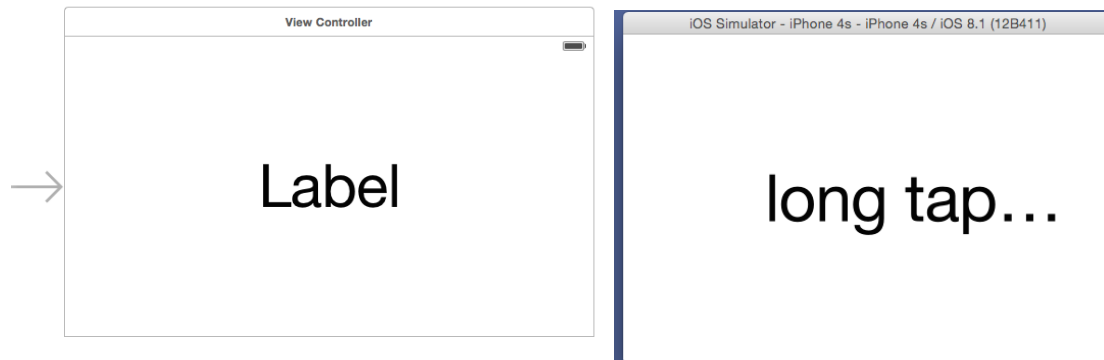 View Controller
Label
iOS Simulator - iPhone 4s - iPhone 4s / iOS 8.1 (12B411)
long tap...